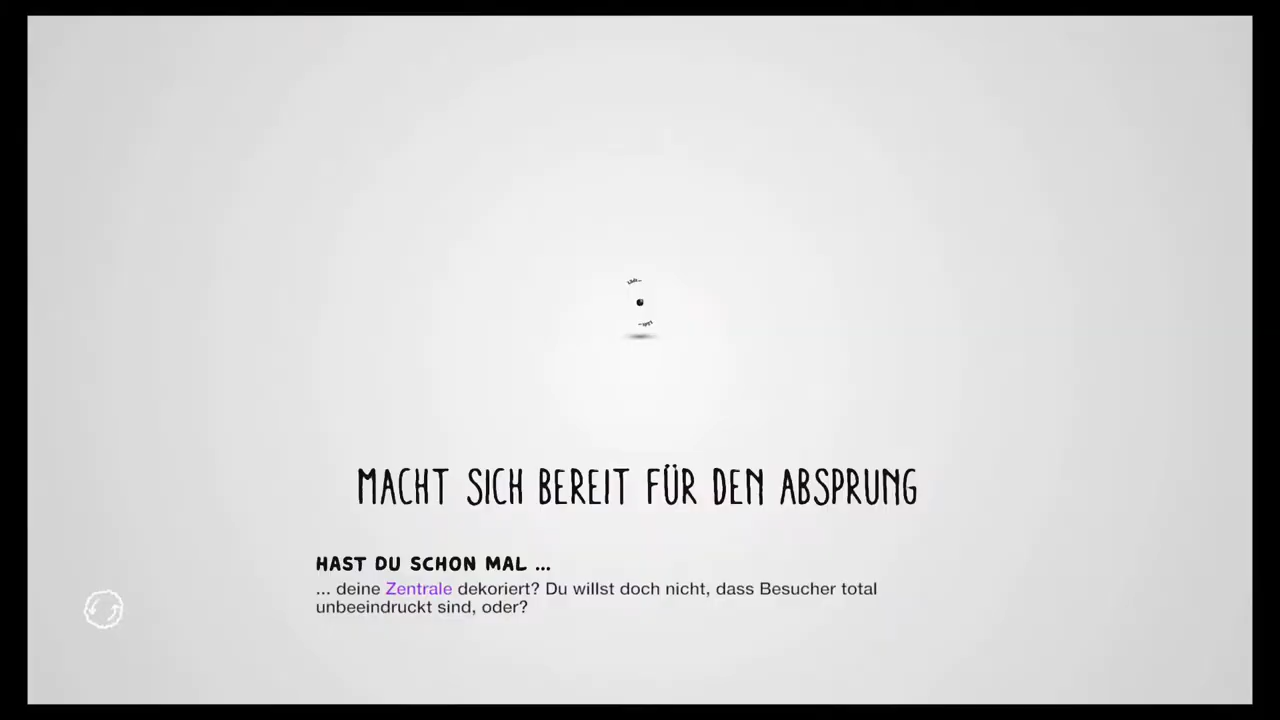 MACHT SICH BEREIT FÜR DEN ABSPRUNG
HAST DU SCHON MAL ...
... deine Zentrale dekoriert? Du willst doch nicht, dass Besucher total
unbeeindruckt sind, oder?